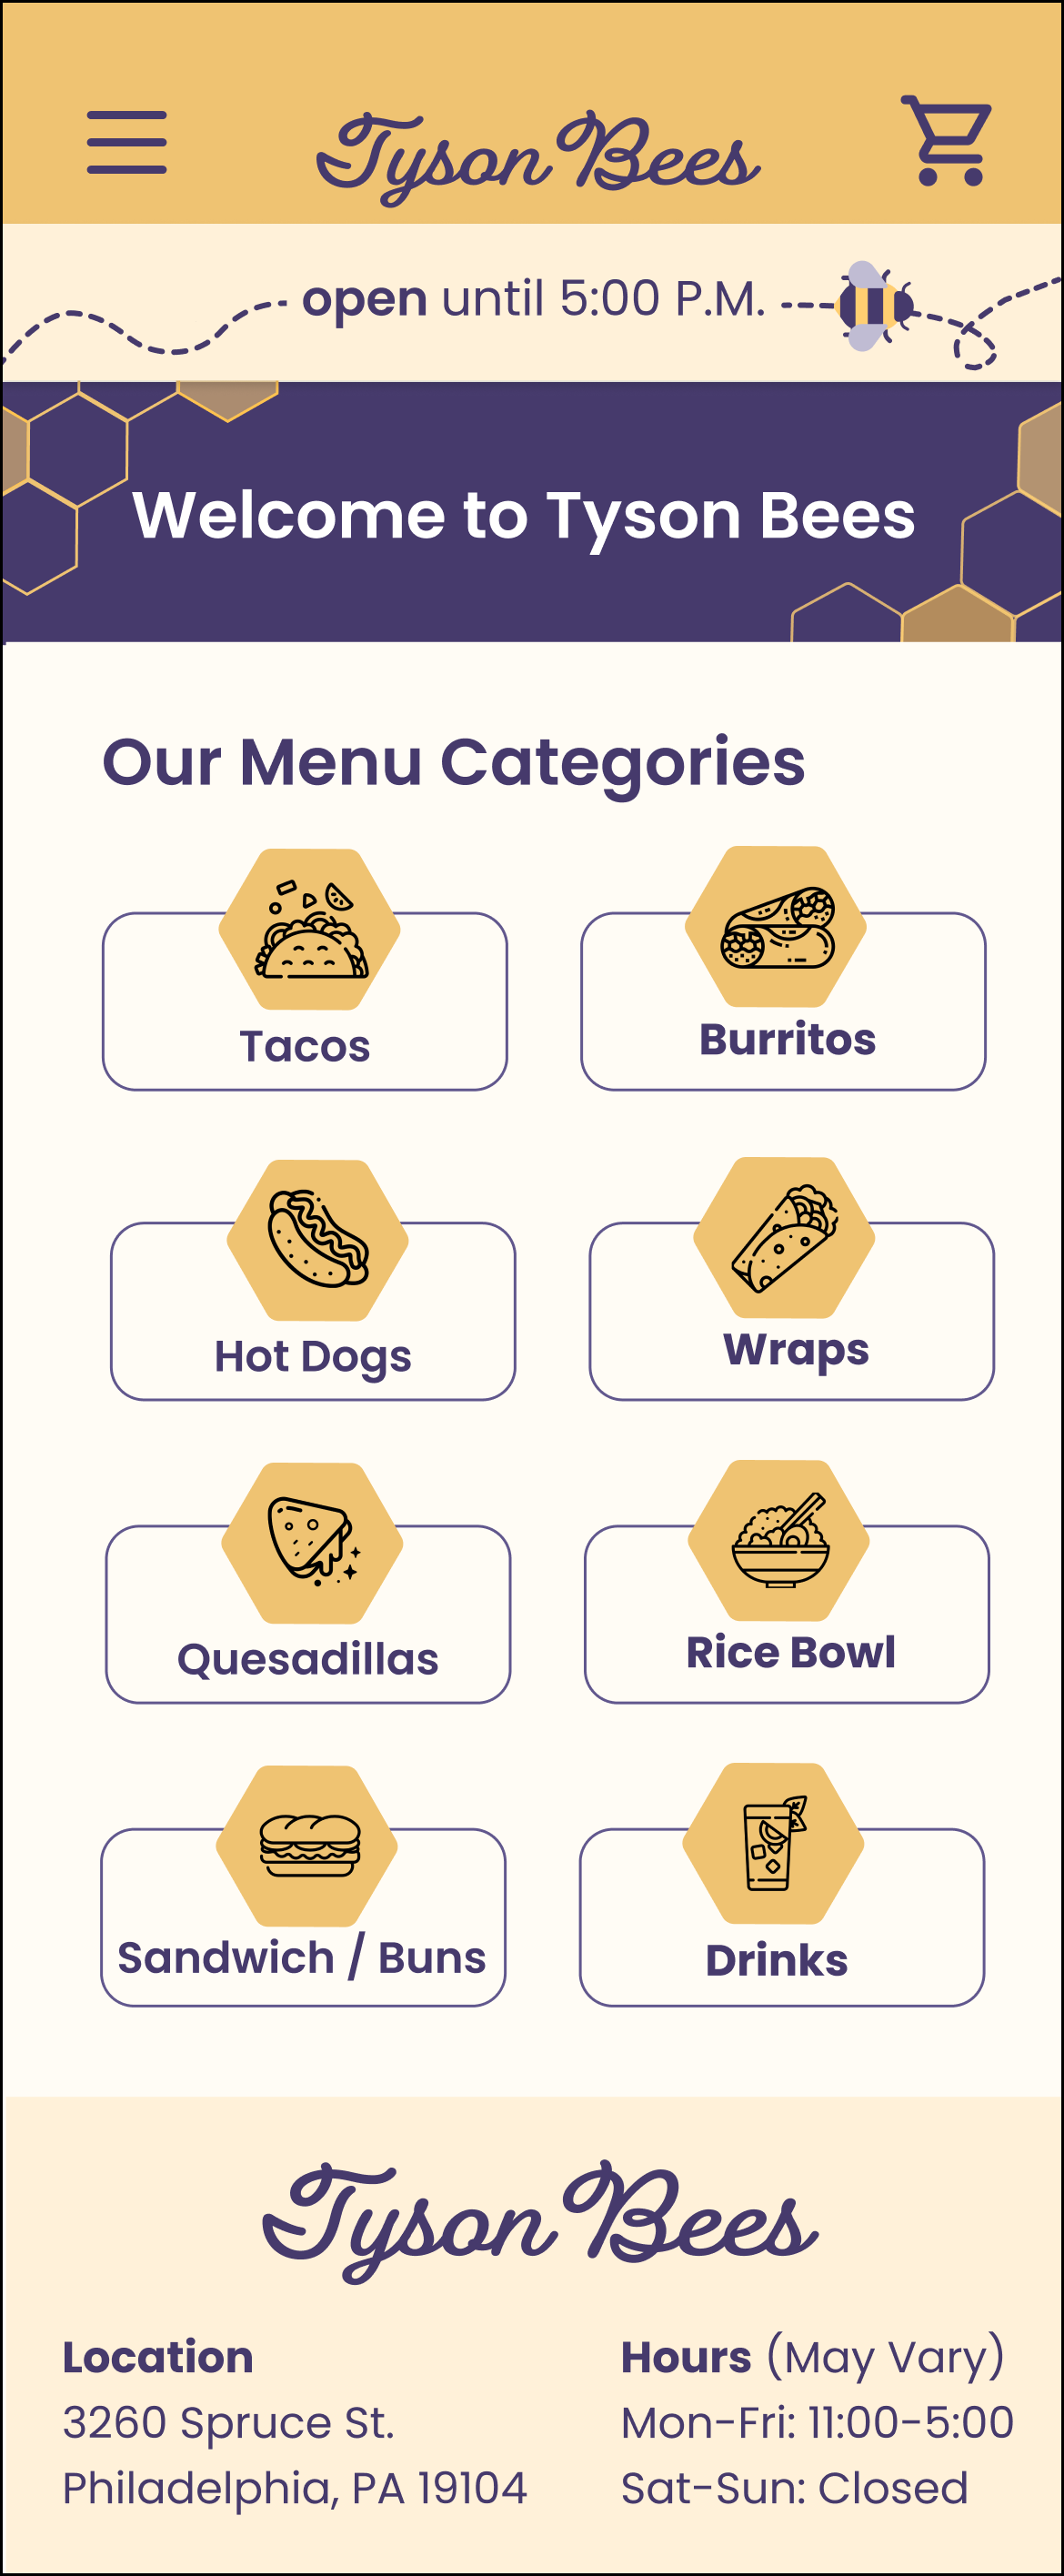 Tyson Bees
open until 5:00 P.M.
Welcome to Tyson Bees
Our Menu Categories
Tacos
Burritos
Hot Dogs
Wraps
Quesadillas
Rice Bowl
Sandwich / Buns
Drinks
Tyson Bees
Location
3260 Spruce St.
Philadelphia, PA 19104
Hours (May Vary)
Mon-Fri: 11:00-5:00
Sat-Sun: Closed